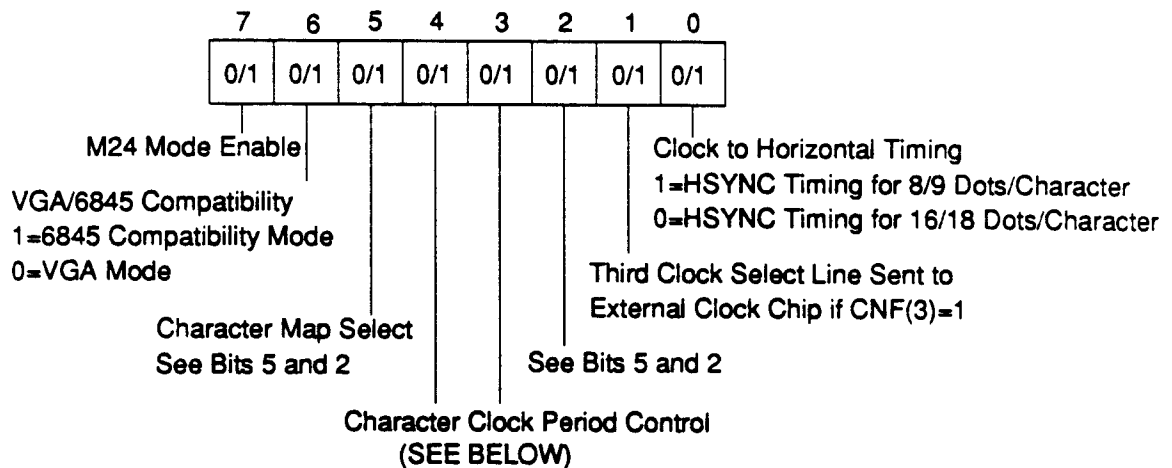 7 6 5 4 3 2 1 0
0/1 0/1 0/1 0/1 0/1 0/1 0/1 0/1
M24 Mode Enable
VGA/6845 Compatibility
1=6845 Compatibility Mode
0=VGA Mode
Character Map Select
See Bits 5 and 2
Character Clock Period Control
(SEE BELOW)
See Bits 5 and 2
Third Clock Select Line Sent to
External Clock Chip if CNF(3)=1
Clock to Horizontal Timing
1=HSYNC Timing for 8/9 Dots/Character
0=HSYNC Timing for 16/18 Dots/Character